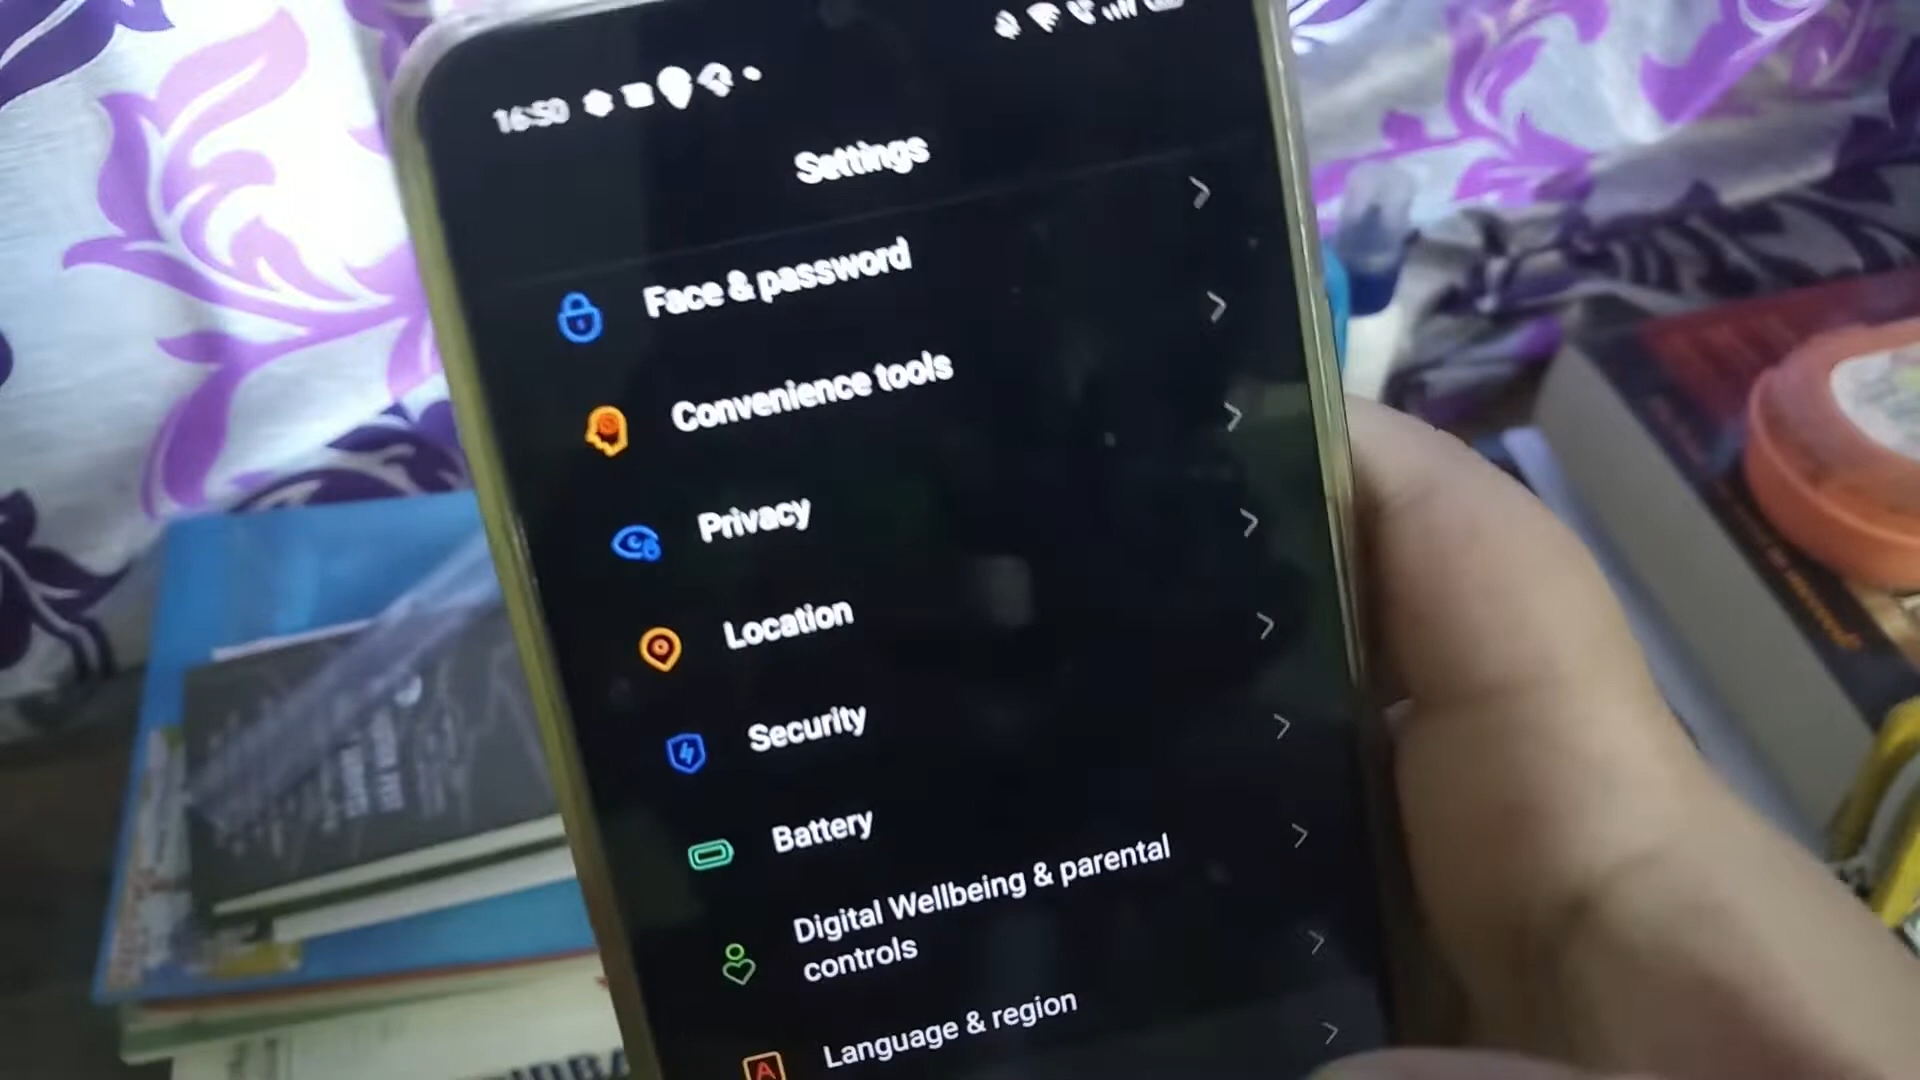 16:50
Settings
Face & password
Convenience tools
Privacy
Location
Security
Battery
Digital Wellbeing & parental
controls
Language & region
A